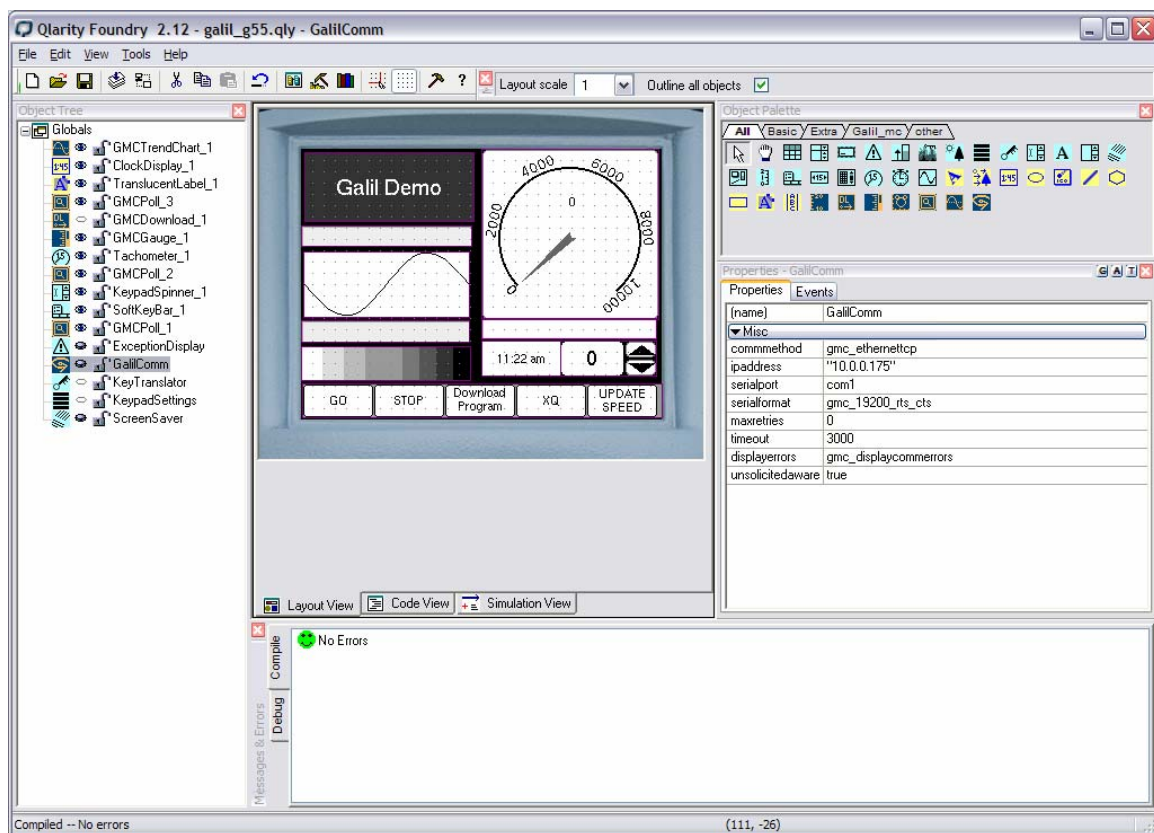 Qlarity Foundry 2.12 - galil_g55.qly - GalilComm
File Edit View Tools Help
Layout scale 1 Outline all objects
Object Tree
Globals
GMCTrendChart_1
ClockDisplay_1
TranslucentLabel_1
GMCPoll_3
GMCDownload_1
GMCGauge_1
Tachometer_1
GMCPoll_2
KeypadSpinner_1
SoftKeyBar_1
GMCPoll_1
ExceptionDisplay
GalilComm
KeyTranslator
KeypadSettings
ScreenSaver
Galil Demo
0
2000
4000
6000
8000
10000
0
11:22 am
0
GO
STOP
Download
Program
XQ
UPDATE
SPEED
Layout View Code View Simulation View
Object Palette
All Basic Extra Galil_mc other
Properties - GalilComm
G A T
Properties Events
(name) GalilComm
Misc
commmethod gmc_ethernettcp
ipaddress "10.0.0.175"
serialport com1
serialformat gmc_19200_rts_cts
maxretries 0
timeout 3000
displayerrors gmc_displaycommerrors
unsolicitedaware true
Messages & Errors
Compile
Debug
No Errors
Compiled -- No errors
(111, -26)